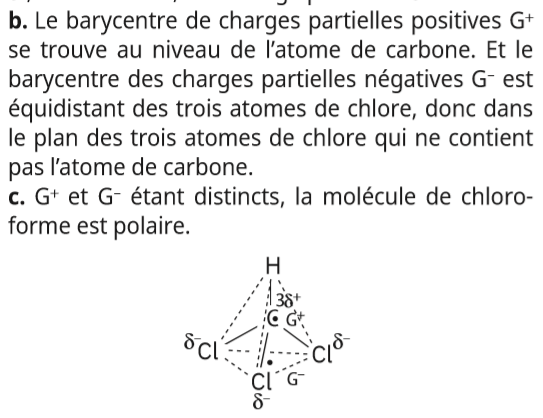 b. Le barycentre de charges partielles positives G⁺
se trouve au niveau de l'atome de carbone. Et le
barycentre des charges partielles négatives G⁻ est
équidistant des trois atomes de chlore, donc dans
le plan des trois atomes de chlore qui ne contient
pas l'atome de carbone.
c. G⁺ et G⁻ étant distincts, la molécule de chloro-
forme est polaire.
H
3δ⁺
C G⁺
δ⁻Cl
Clδ⁻
Cl G⁻
δ⁻